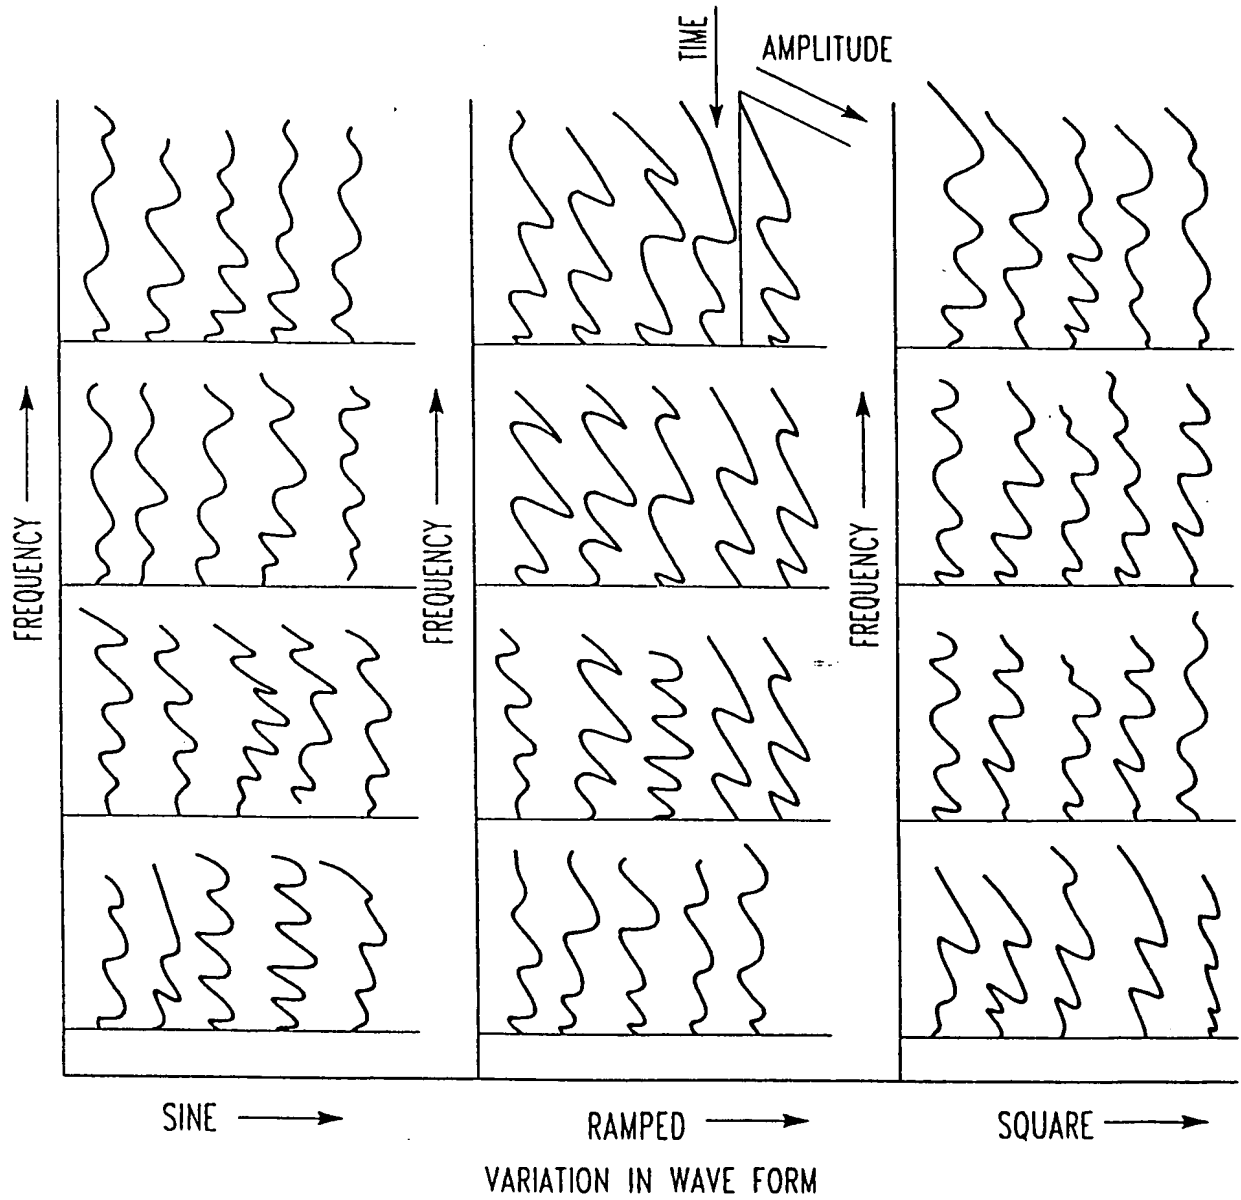 TIME
AMPLITUDE
FREQUENCY
FREQUENCY
FREQUENCY
SINE
RAMPED
SQUARE
VARIATION IN WAVE FORM